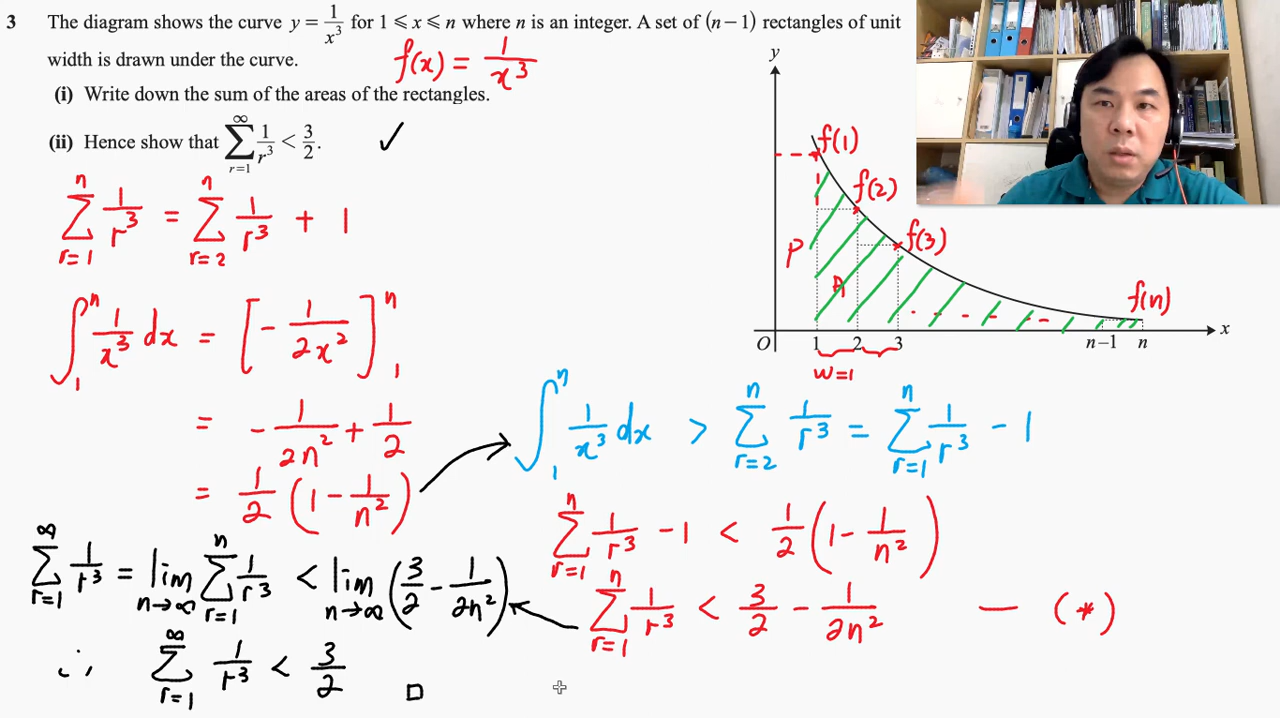 3 The diagram shows the curve y = 1/x³ for 1 ⩽ x ⩽ n where n is an integer. A set of (n − 1) rectangles of unit
width is drawn under the curve.
f(x) = 1/x³
(i) Write down the sum of the areas of the rectangles.
(ii) Hence show that ∑_{r=1}^{∞} 1/r³ < 3/2. ✓
∑_{r=1}^{n} 1/r³ = ∑_{r=2}^{n} 1/r³ + 1
∫_1^n 1/x³ dx = [−1/2x²]_1^n
= −1/2n² + 1/2
= 1/2 (1 − 1/n²)
y
f(1)
f(2)
f(3)
f(n)
P
A
O 1 2 3 n−1 n x
w=1
∫_1^n 1/x³ dx > ∑_{r=2}^{n} 1/r³ = ∑_{r=1}^{n} 1/r³ − 1
∑_{r=1}^{n} 1/r³ − 1 < 1/2 (1 − 1/n²)
∑_{r=1}^{n} 1/r³ < 3/2 − 1/2n² — (*)
∑_{r=1}^{∞} 1/r³ = lim_{n→∞} ∑_{r=1}^{n} 1/r³ < lim_{n→∞} (3/2 − 1/2n²)
∴ ∑_{r=1}^{∞} 1/r³ < 3/2 □